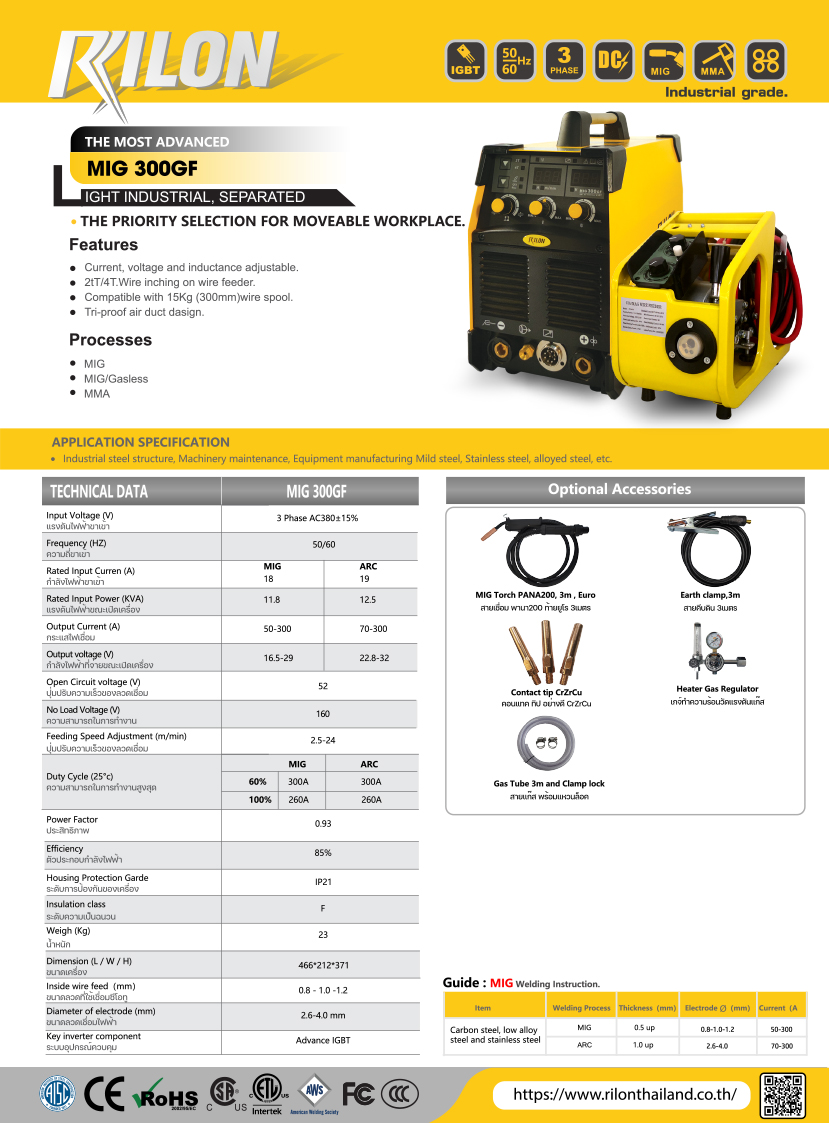 RILON
IGBT
50
60 Hz
3
PHASE
DC
MIG
MMA
Industrial grade.
THE MOST ADVANCED
MIG 300GF
LIGHT INDUSTRIAL, SEPARATED
• THE PRIORITY SELECTION FOR MOVEABLE WORKPLACE.
Features
● Current, voltage and inductance adjustable.
● 2tT/4T.Wire inching on wire feeder.
● Compatible with 15Kg (300mm)wire spool.
● Tri-proof air duct dasign.
Processes
● MIG
● MIG/Gasless
● MMA
RILON
APPLICATION SPECIFICATION
• Industrial steel structure, Machinery maintenance, Equipment manufacturing Mild steel, Stainless steel, alloyed steel, etc.
TECHNICAL DATA MIG 300GF
Input Voltage (V) 3 Phase AC380±15%
แรงดันไฟฟ้าขาเข้า
Frequency (HZ) 50/60
ความถี่ขาเข้า
Rated Input Curren (A) MIG ARC
กำลังไฟฟ้าขาเข้า 18 19
Rated Input Power (KVA) 11.8 12.5
แรงดันไฟฟ้าขณะเปิดเครื่อง
Output Current (A) 50-300 70-300
กระแสไฟเชื่อม
Output voltage (V) 16.5-29 22.8-32
กำลังไฟฟ้าที่จ่ายขณะเปิดเครื่อง
Open Circuit voltage (V) 52
ปุ่มปรับความเร็วของลวดเชื่อม
No Load Voltage (V) 160
ความสามารถในการทำงาน
Feeding Speed Adjustment (m/min) 2.5-24
ปุ่มปรับความเร็วของลวดเชื่อม
MIG ARC
Duty Cycle (25°c) 60% 300A 300A
ความสามารถในการทำงานสูงสุด
100% 260A 260A
Power Factor 0.93
ประสิทธิภาพ
Efficiency 85%
ตัวประกอบกำลังไฟฟ้า
Housing Protection Garde IP21
ระดับการป้องกันของเครื่อง
Insulation class F
ระดับความเป็นฉนวน
Weigh (Kg) 23
น้ำหนัก
Dimension (L / W / H) 466*212*371
ขนาดเครื่อง
Inside wire feed (mm) 0.8 - 1.0 -1.2
ขนาดลวดที่ใช้เชื่อมซีโอทู
Diameter of electrode (mm) 2.6-4.0 mm
ขนาดลวดเชื่อมไฟฟ้า
Key inverter component Advance IGBT
ระบบอุปกรณ์ควบคุม
Optional Accessories
MIG Torch PANA200, 3m , Euro
สายเชื่อม พานา200 ท้ายยูโร 3เมตร
Earth clamp,3m
สายคีบดิน 3เมตร
Contact tip CrZrCu
คอนแทค ทิป อย่างดี CrZrCu
Heater Gas Regulator
เกจ์ทำความร้อนวัดแรงดันแก๊ส
Gas Tube 3m and Clamp lock
สายแก๊ส พร้อมแหวนล็อค
Guide : MIG Welding Instruction.
Item Welding Process Thickness (mm) Electrode ∅ (mm) Current (A
Carbon steel, low alloy steel and stainless steel MIG 0.5 up 0.8-1.0-1.2 50-300
ARC 1.0 up 2.6-4.0 70-300
AISC
CE
RoHS
2002/95/EC
SA
C US
ETL
C US
Intertek
AWS
American Welding Society
FC
CCC
https://www.rilonthailand.co.th/